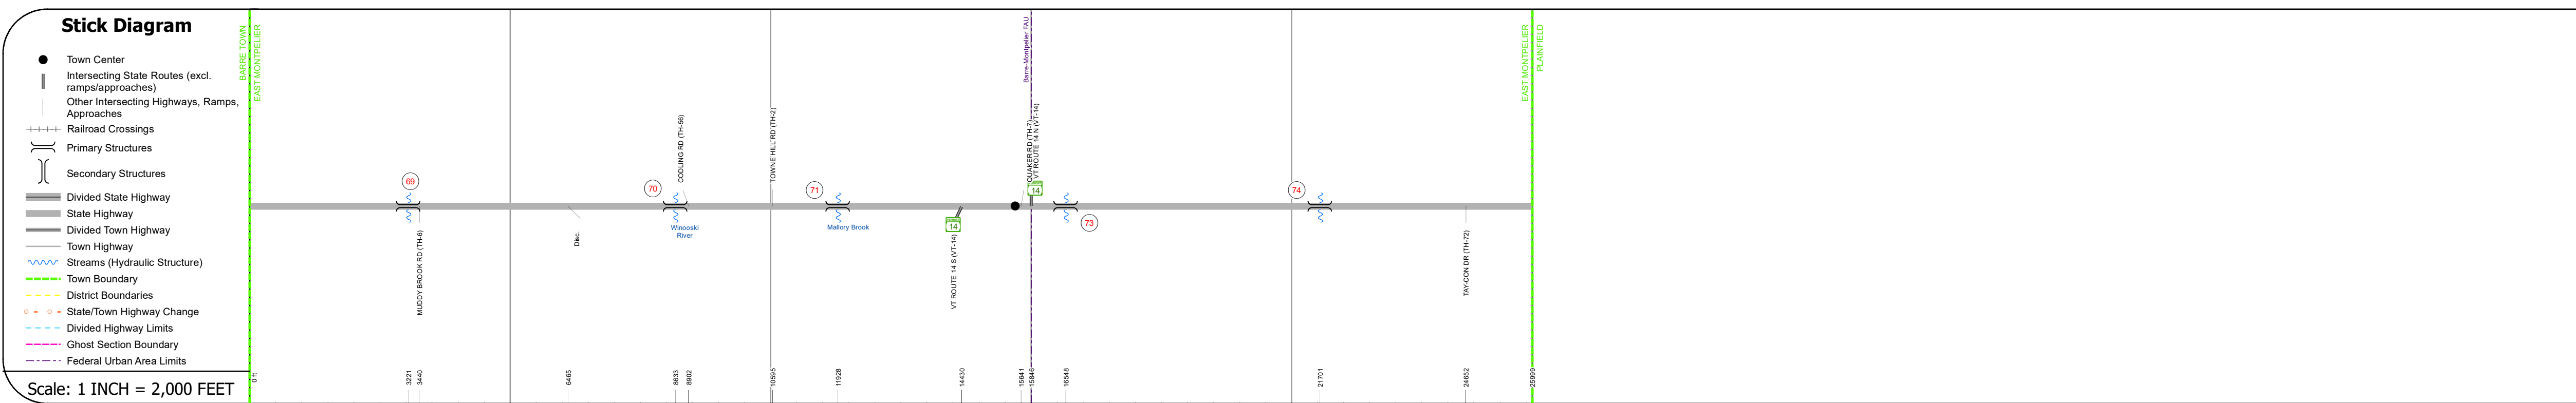 Stick Diagram
Town Center
Intersecting State Routes (excl.
ramps/approaches)
Other Intersecting Highways, Ramps,
Approaches
Railroad Crossings
Primary Structures
Secondary Structures
Divided State Highway
State Highway
Divided Town Highway
Town Highway
Streams (Hydraulic Structure)
Town Boundary
District Boundaries
State/Town Highway Change
Divided Highway Limits
Ghost Section Boundary
Federal Urban Area Limits
Scale: 1 INCH = 2,000 FEET
BARRE TOWN
EAST MONTPELIER
69
MUDDY BROOK RD (TH-6)
Disc.
70
CODLING RD (TH-56)
Winooski
River
TOWNE HILL RD (TH-2)
71
Mallory Brook
14
VT ROUTE 14 S (VT-14)
Barre-Montpelier FAU
QUAKER RD (TH-7)
VT ROUTE 14 N (VT-14)
14
73
74
TAY-CON DR (TH-72)
EAST MONTPELIER
PLAINFIELD
0 ft
3221
3440
6465
8633
8902
10595
11928
14430
15641
15846
16548
21701
24652
25999